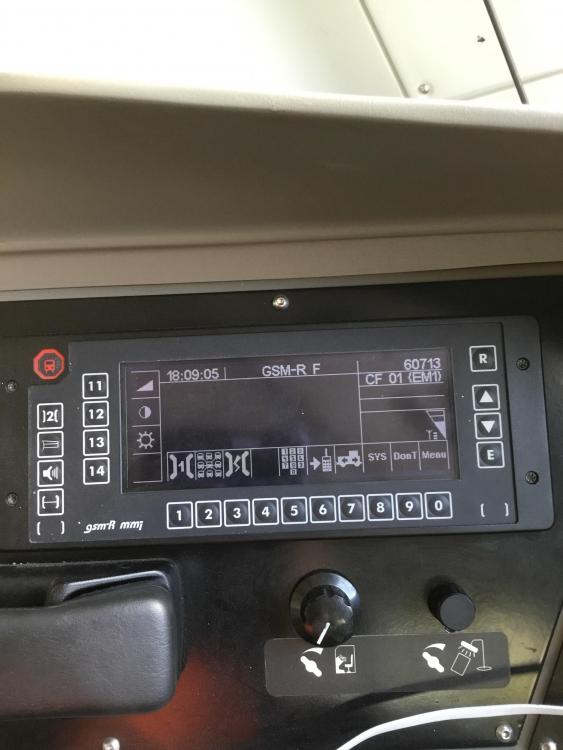 18:09:05 GSM-R F 60713
CF 01 (EM1)
R
11
12
13
14
)2(
SYS DonT Menu
E
1 2 3 4 5 6 7 8 9 0
gsm-R mmi